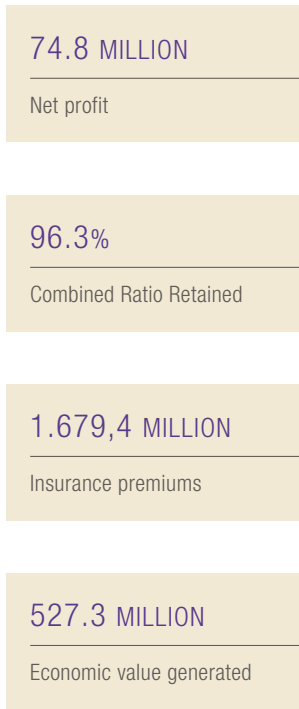 74.8 MILLION
Net profit
96.3%
Combined Ratio Retained
1.679,4 MILLION
Insurance premiums
527.3 MILLION
Economic value generated